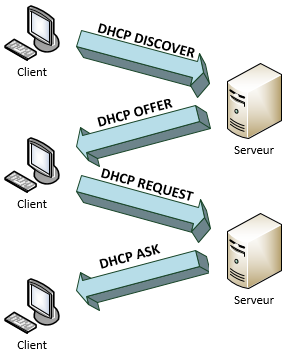 DHCP DISCOVER
Client
DHCP OFFER
Serveur
Client
DHCP REQUEST
DHCP ASK
Serveur
Client